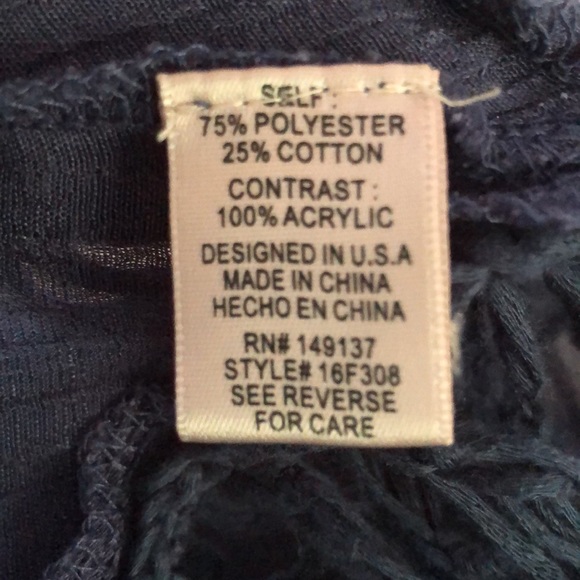 SELF:
75% POLYESTER
25% COTTON
CONTRAST:
100% ACRYLIC
DESIGNED IN U.S.A
MADE IN CHINA
HECHO EN CHINA
RN# 149137
STYLE# 16F308
SEE REVERSE
FOR CARE